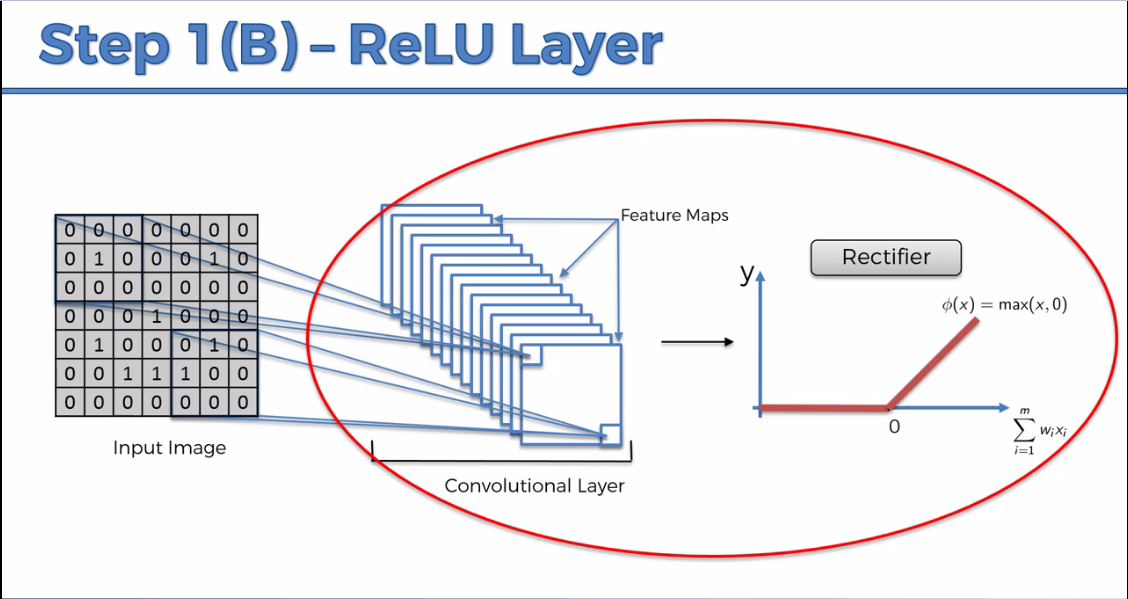 Step 1(B) – ReLU Layer
Feature Maps
0 0 0 0 0 0 0
0 1 0 0 0 1 0
0 0 0 0 0 0 0
0 0 0 1 0 0 0
0 1 0 0 0 1 0
0 0 1 1 1 0 0
0 0 0 0 0 0 0
Input Image
Convolutional Layer
Rectifier
y
ϕ(x) = max(x, 0)
0
m
∑ wᵢxᵢ
i=1